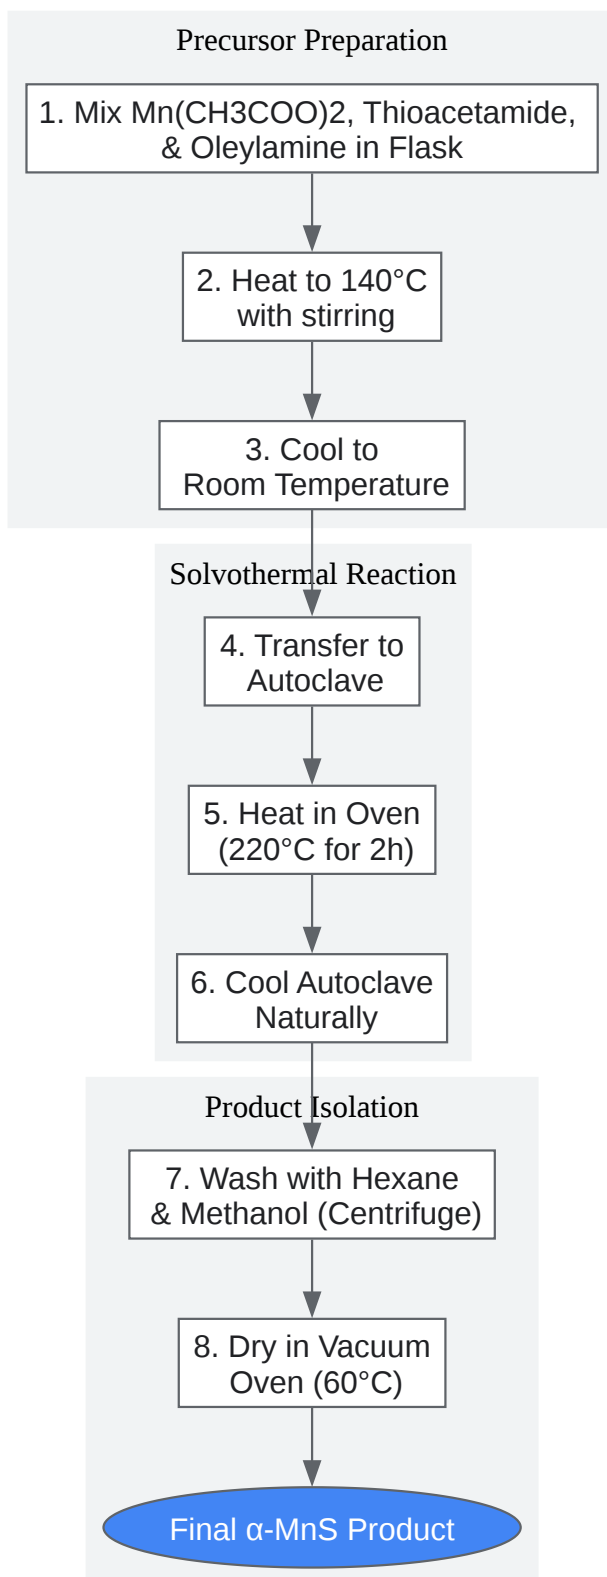 Precursor Preparation
1. Mix Mn(CH3COO)2, Thioacetamide,
& Oleylamine in Flask
2. Heat to 140°C
with stirring
3. Cool to
Room Temperature
Solvothermal Reaction
4. Transfer to
Autoclave
5. Heat in Oven
(220°C for 2h)
6. Cool Autoclave
Naturally
Product Isolation
7. Wash with Hexane
& Methanol (Centrifuge)
8. Dry in Vacuum
Oven (60°C)
Final α-MnS Product